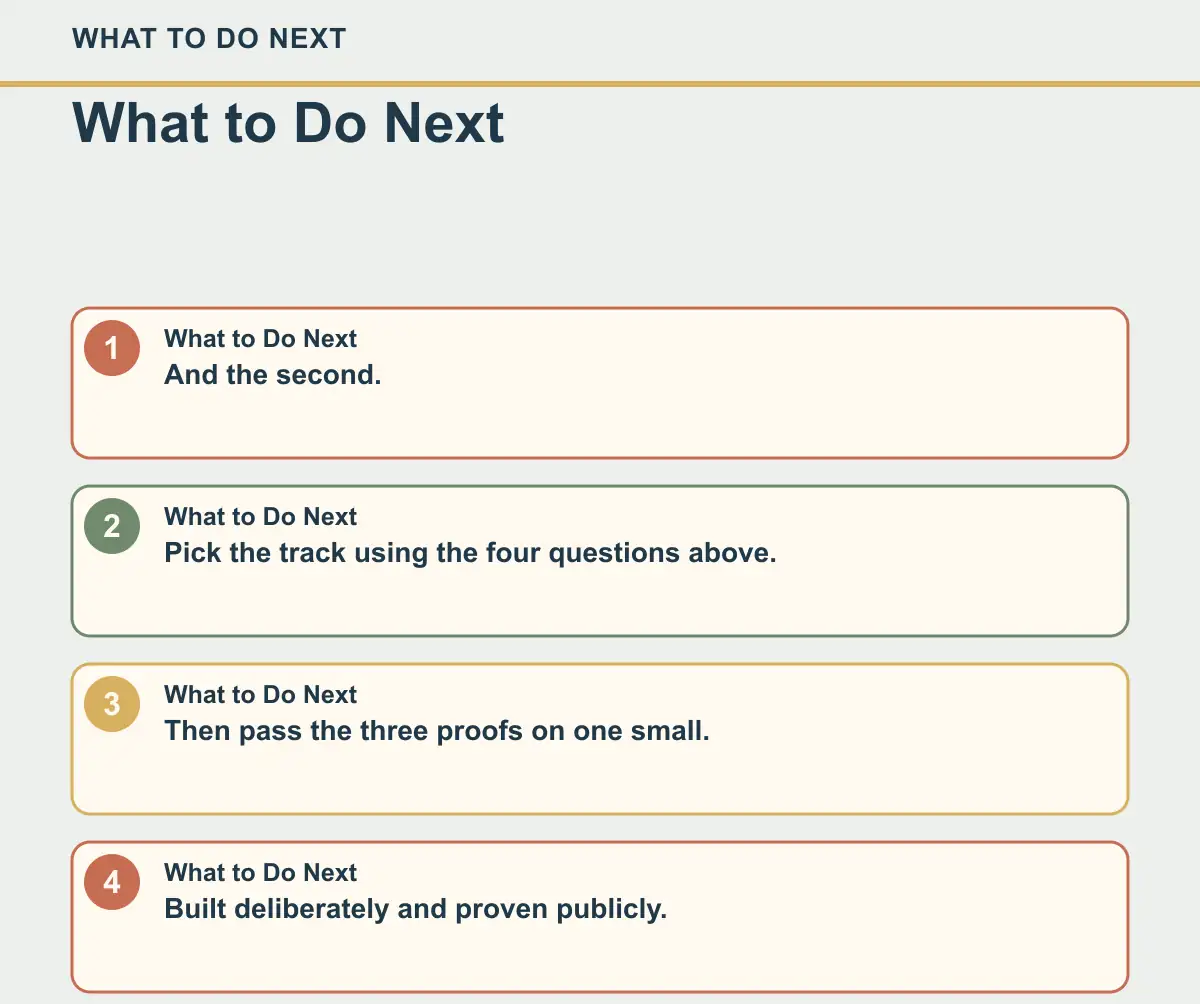 WHAT TO DO NEXT
What to Do Next
1
What to Do Next
And the second.
2
What to Do Next
Pick the track using the four questions above.
3
What to Do Next
Then pass the three proofs on one small.
4
What to Do Next
Built deliberately and proven publicly.